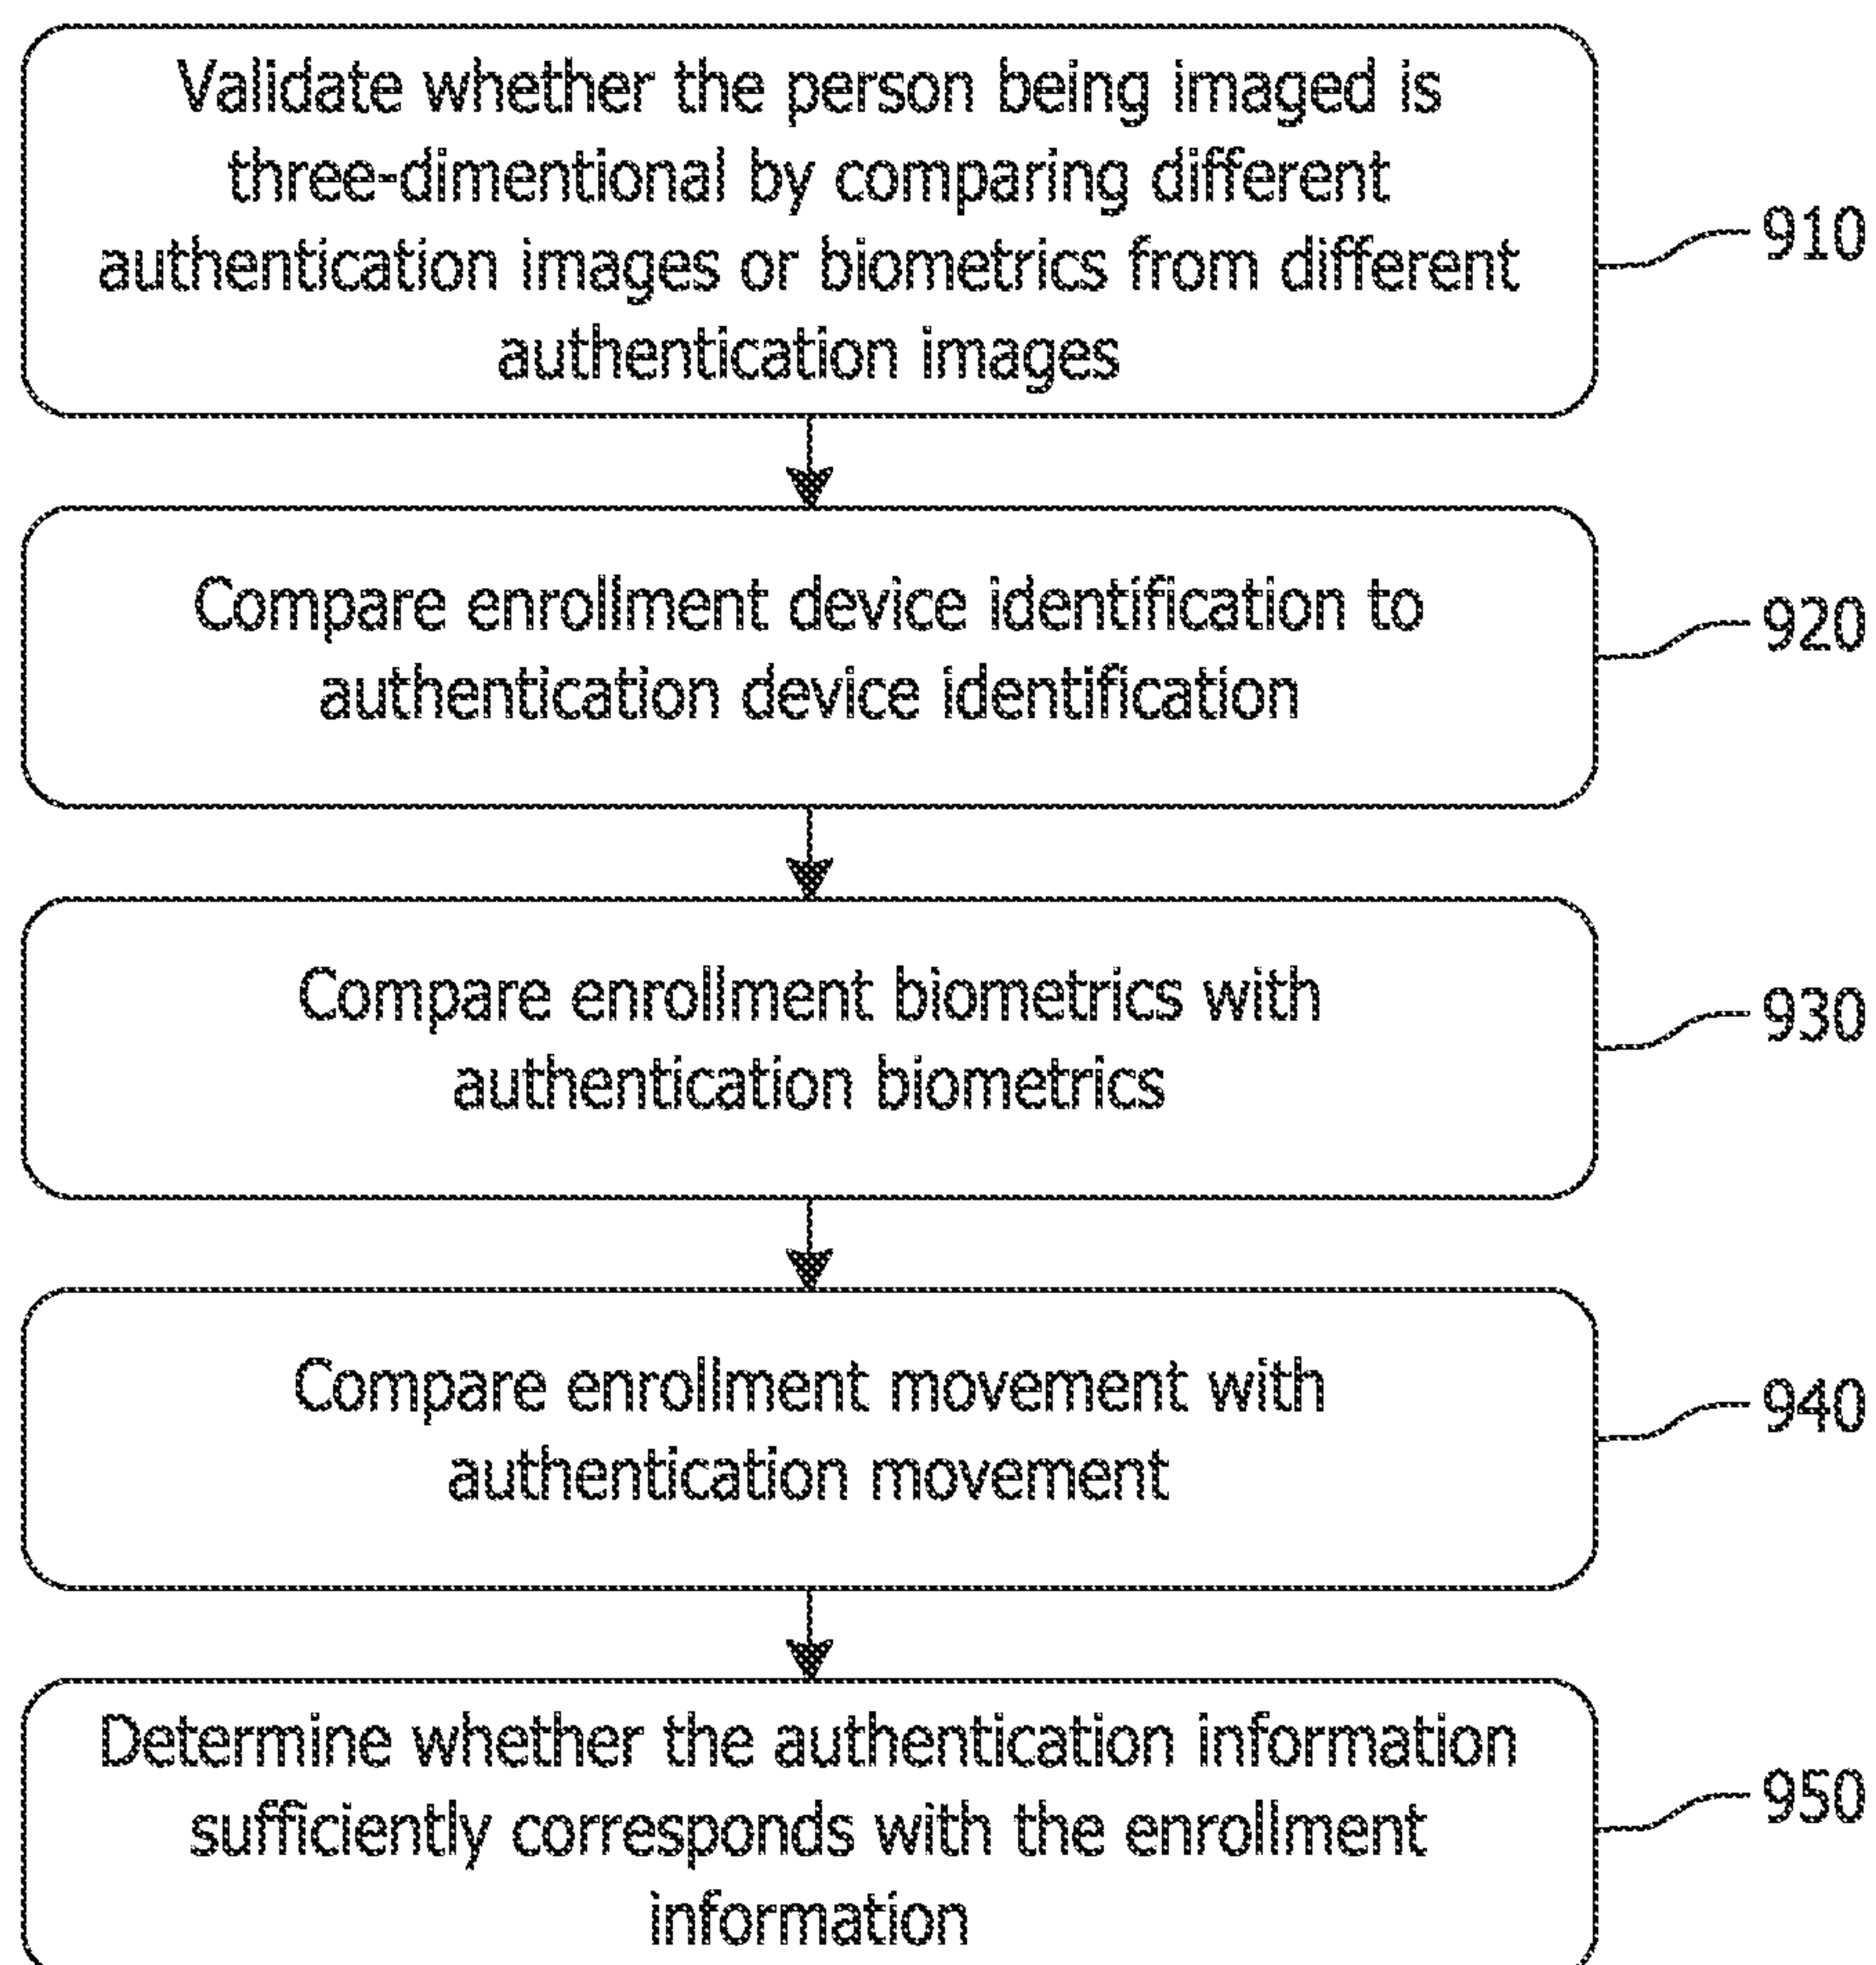 Validate whether the person being imaged is
three-dimentional by comparing different
authentication images or biometrics from different
authentication images
910
Compare enrollment device identification to
authentication device identification
920
Compare enrollment biometrics with
authentication biometrics
930
Compare enrollment movement with
authentication movement
940
Determine whether the authentication information
sufficiently corresponds with the enrollment
information
950